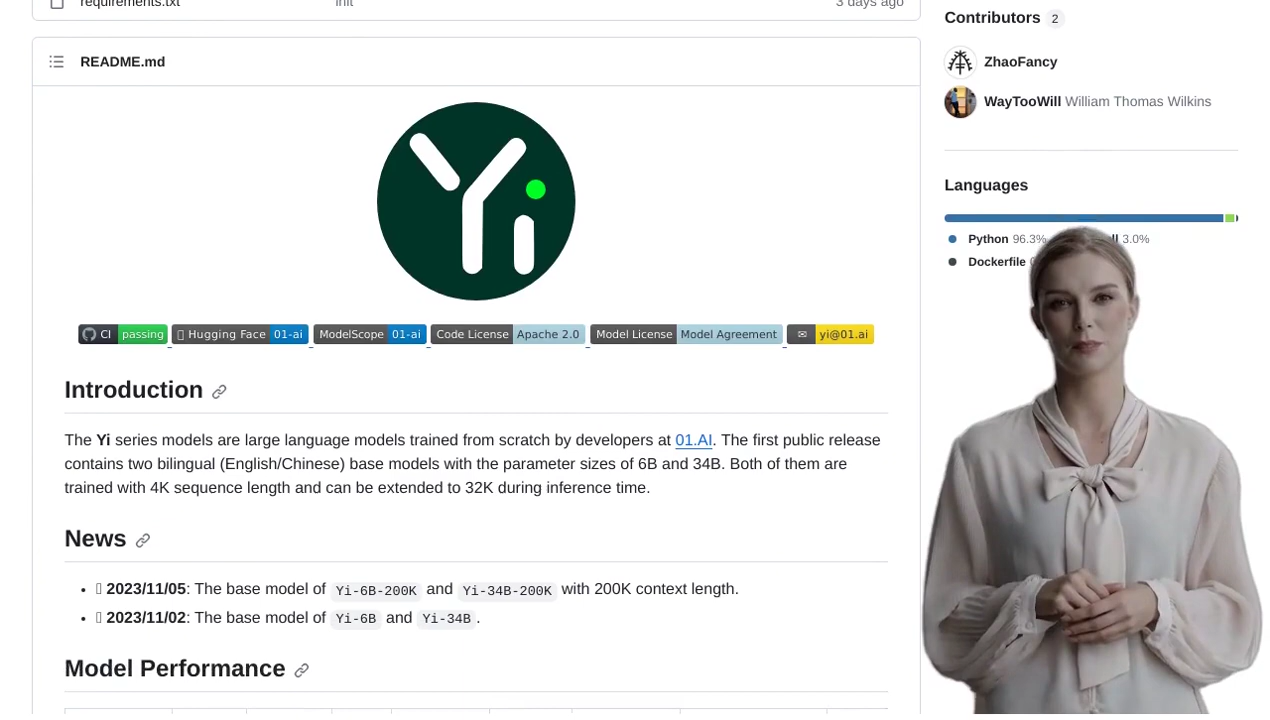 requirements.txt init 3 days ago
README.md
Yi
CI passing Hugging Face 01-ai ModelScope 01-ai Code License Apache 2.0 Model License Model Agreement ✉ yi@01.ai
Introduction
The Yi series models are large language models trained from scratch by developers at 01.AI. The first public release
contains two bilingual (English/Chinese) base models with the parameter sizes of 6B and 34B. Both of them are
trained with 4K sequence length and can be extended to 32K during inference time.
News
• 2023/11/05: The base model of Yi-6B-200K and Yi-34B-200K with 200K context length.
• 2023/11/02: The base model of Yi-6B and Yi-34B.
Model Performance
Contributors 2
ZhaoFancy
WayTooWill William Thomas Wilkins
Languages
Python 96.3% 3.0%
Dockerfile